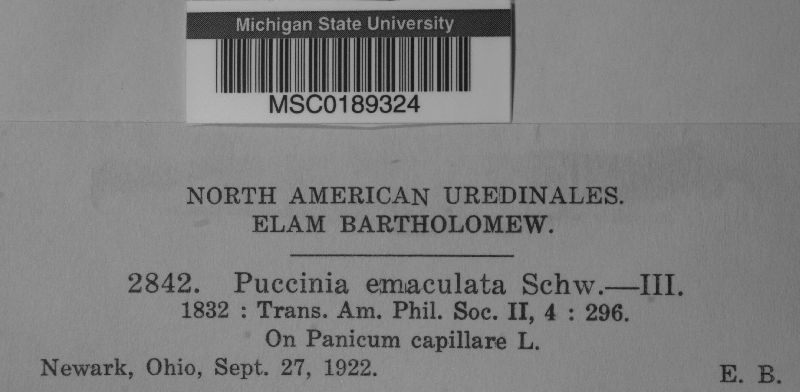 Michigan State University
MSC0189324
NORTH AMERICAN UREDINALES.
ELAM BARTHOLOMEW.
2842. Puccinia emaculata Schw.—III.
1832 : Trans. Am. Phil. Soc. II, 4 : 296.
On Panicum capillare L.
Newark, Ohio, Sept. 27, 1922. E. B.